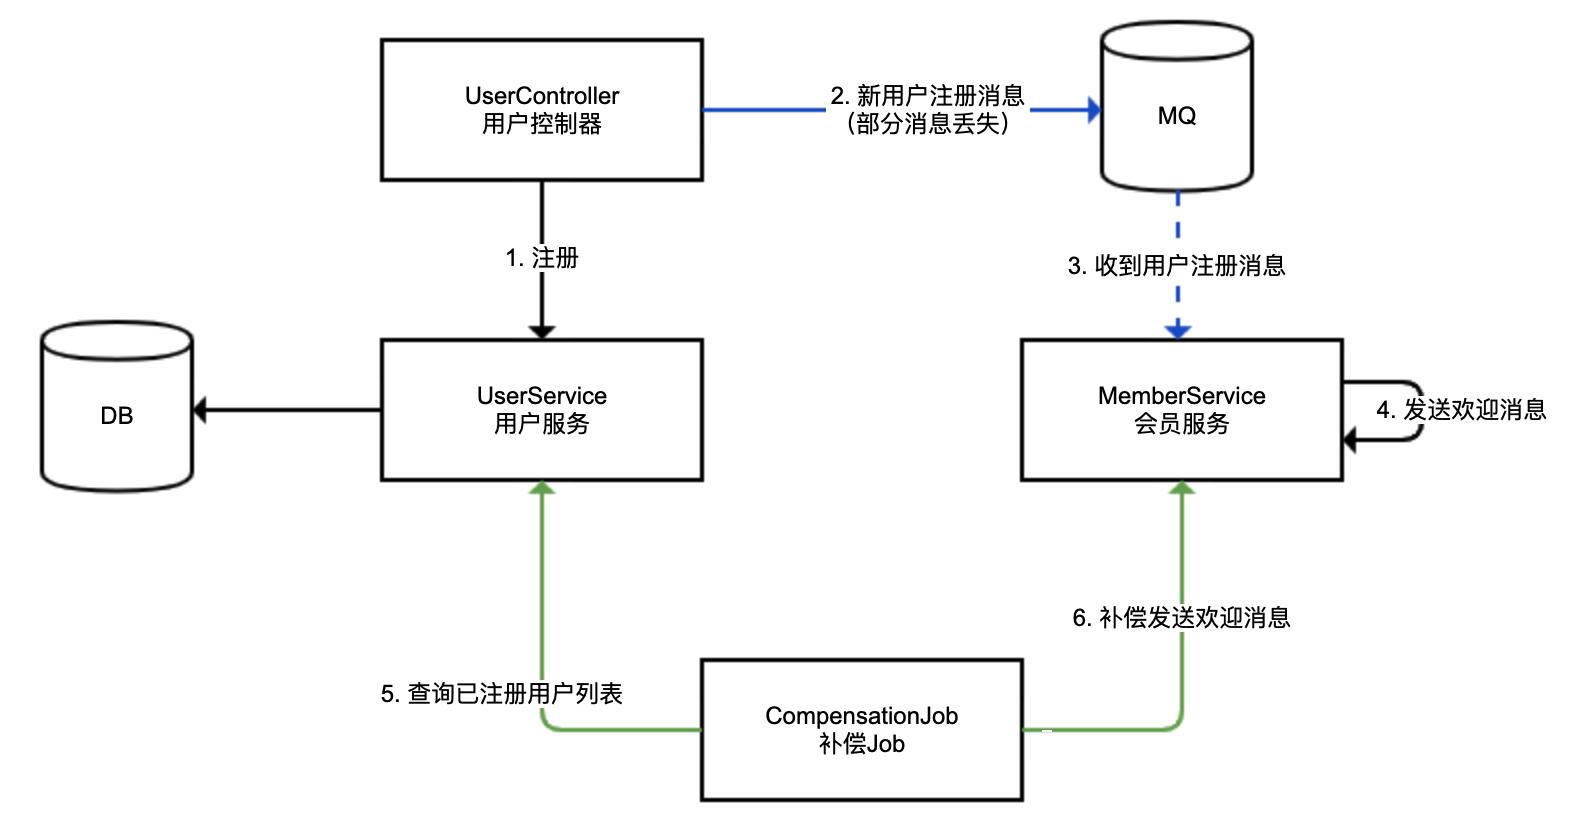 UserController
用户控制器
2. 新用户注册消息
（部分消息丢失）
MQ
1. 注册
3. 收到用户注册消息
DB
UserService
用户服务
MemberService
会员服务
4. 发送欢迎消息
6. 补偿发送欢迎消息
5. 查询已注册用户列表
CompensationJob
补偿Job